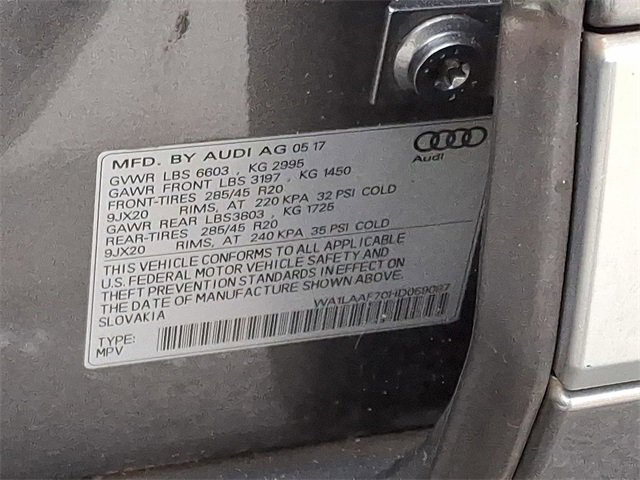 MFD. BY AUDI AG 05 17
GVWR LBS 6603 , KG 2995
GAWR FRONT LBS 3197 , KG 1450
FRONT-TIRES 285/45 R20
9JX20 RIMS, AT 220 KPA 32 PSI COLD
GAWR REAR LBS3603 , KG 1725
REAR-TIRES 285/45 R20
9JX20 RIMS, AT 240 KPA 35 PSI COLD
THIS VEHICLE CONFORMS TO ALL APPLICABLE
U.S. FEDERAL MOTOR VEHICLE SAFETY AND
THEFT PREVENTION STANDARDS IN EFFECT ON
THE DATE OF MANUFACTURE SHOWN ABOVE.
SLOVAKIA
TYPE:
MPV
Audi